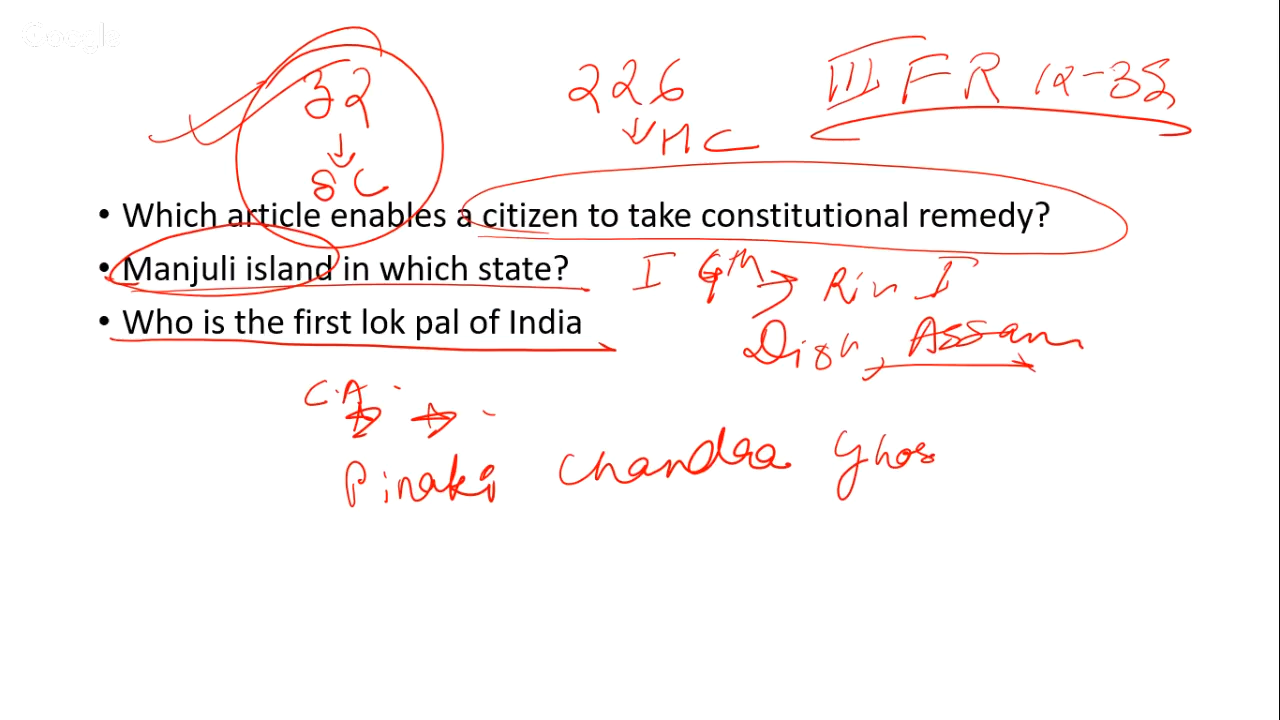 Google
32 226 III FR 12-35
↓ SC ↓ HC
• Which article enables a citizen to take constitutional remedy?
• Manjuli island in which state?
I → Riv I
• Who is the first lok pal of India
Assam
C.A.
Pinaki Chandra Ghos